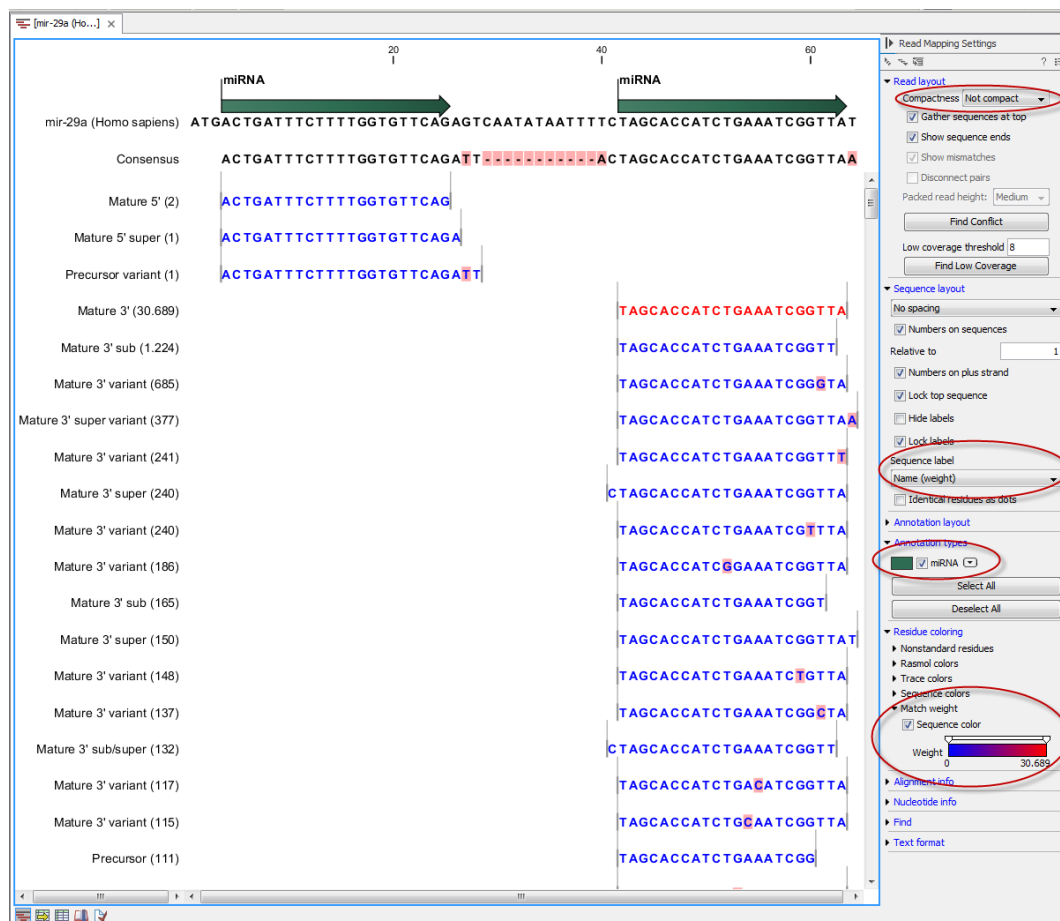 [mir-29a (Ho...]
20 40 60
miRNA miRNA
mir-29a (Homo sapiens) ATGACTGATTTCTTTTGGTGTTCAGAGTCAATATAATTTTCTAGCACCATCTGAAATCGGTTAT
Consensus ACTGATTTCTTTTGGTGTTCAGATT-----------ACTAGCACCATCTGAAATCGGTTAA
Mature 5' (2) ACTGATTTCTTTTGGTGTTCAG
Mature 5' super (1) ACTGATTTCTTTTGGTGTTCAGA
Precursor variant (1) ACTGATTTCTTTTGGTGTTCAGATT
Mature 3' (30.689) TAGCACCATCTGAAATCGGTTA
Mature 3' sub (1.224) TAGCACCATCTGAAATCGGTT
Mature 3' variant (685) TAGCACCATCTGAAATCGGGTA
Mature 3' super variant (377) TAGCACCATCTGAAATCGGTTAA
Mature 3' variant (241) TAGCACCATCTGAAATCGGTTT
Mature 3' super (240) CTAGCACCATCTGAAATCGGTTA
Mature 3' variant (240) TAGCACCATCTGAAATCGTTTA
Mature 3' variant (186) TAGCACCATCGGAAATCGGTTA
Mature 3' sub (165) TAGCACCATCTGAAATCGGT
Mature 3' super (150) TAGCACCATCTGAAATCGGTTAT
Mature 3' variant (148) TAGCACCATCTGAAATCTGTTA
Mature 3' variant (137) TAGCACCATCTGAAATCGGCTA
Mature 3' sub/super (132) CTAGCACCATCTGAAATCGGTT
Mature 3' variant (117) TAGCACCATCTGACATCGGTTA
Mature 3' variant (115) TAGCACCATCTGCAATCGGTTA
Precursor (111) TAGCACCATCTGAAATCGG
Read Mapping Settings
?
Read layout
Compactness Not compact
Gather sequences at top
Show sequence ends
Show mismatches
Disconnect pairs
Packed read height: Medium
Find Conflict
Low coverage threshold 8
Find Low Coverage
Sequence layout
No spacing
Numbers on sequences
Relative to 1
Numbers on plus strand
Lock top sequence
Hide labels
Lock labels
Sequence label
Name (weight)
Identical residues as dots
Annotation layout
Annotation types
miRNA
Select All
Deselect All
Residue coloring
Nonstandard residues
Rasmol colors
Trace colors
Sequence colors
Match weight
Sequence color
Weight
0 30.689
Alignment info
Nucleotide info
Find
Text format